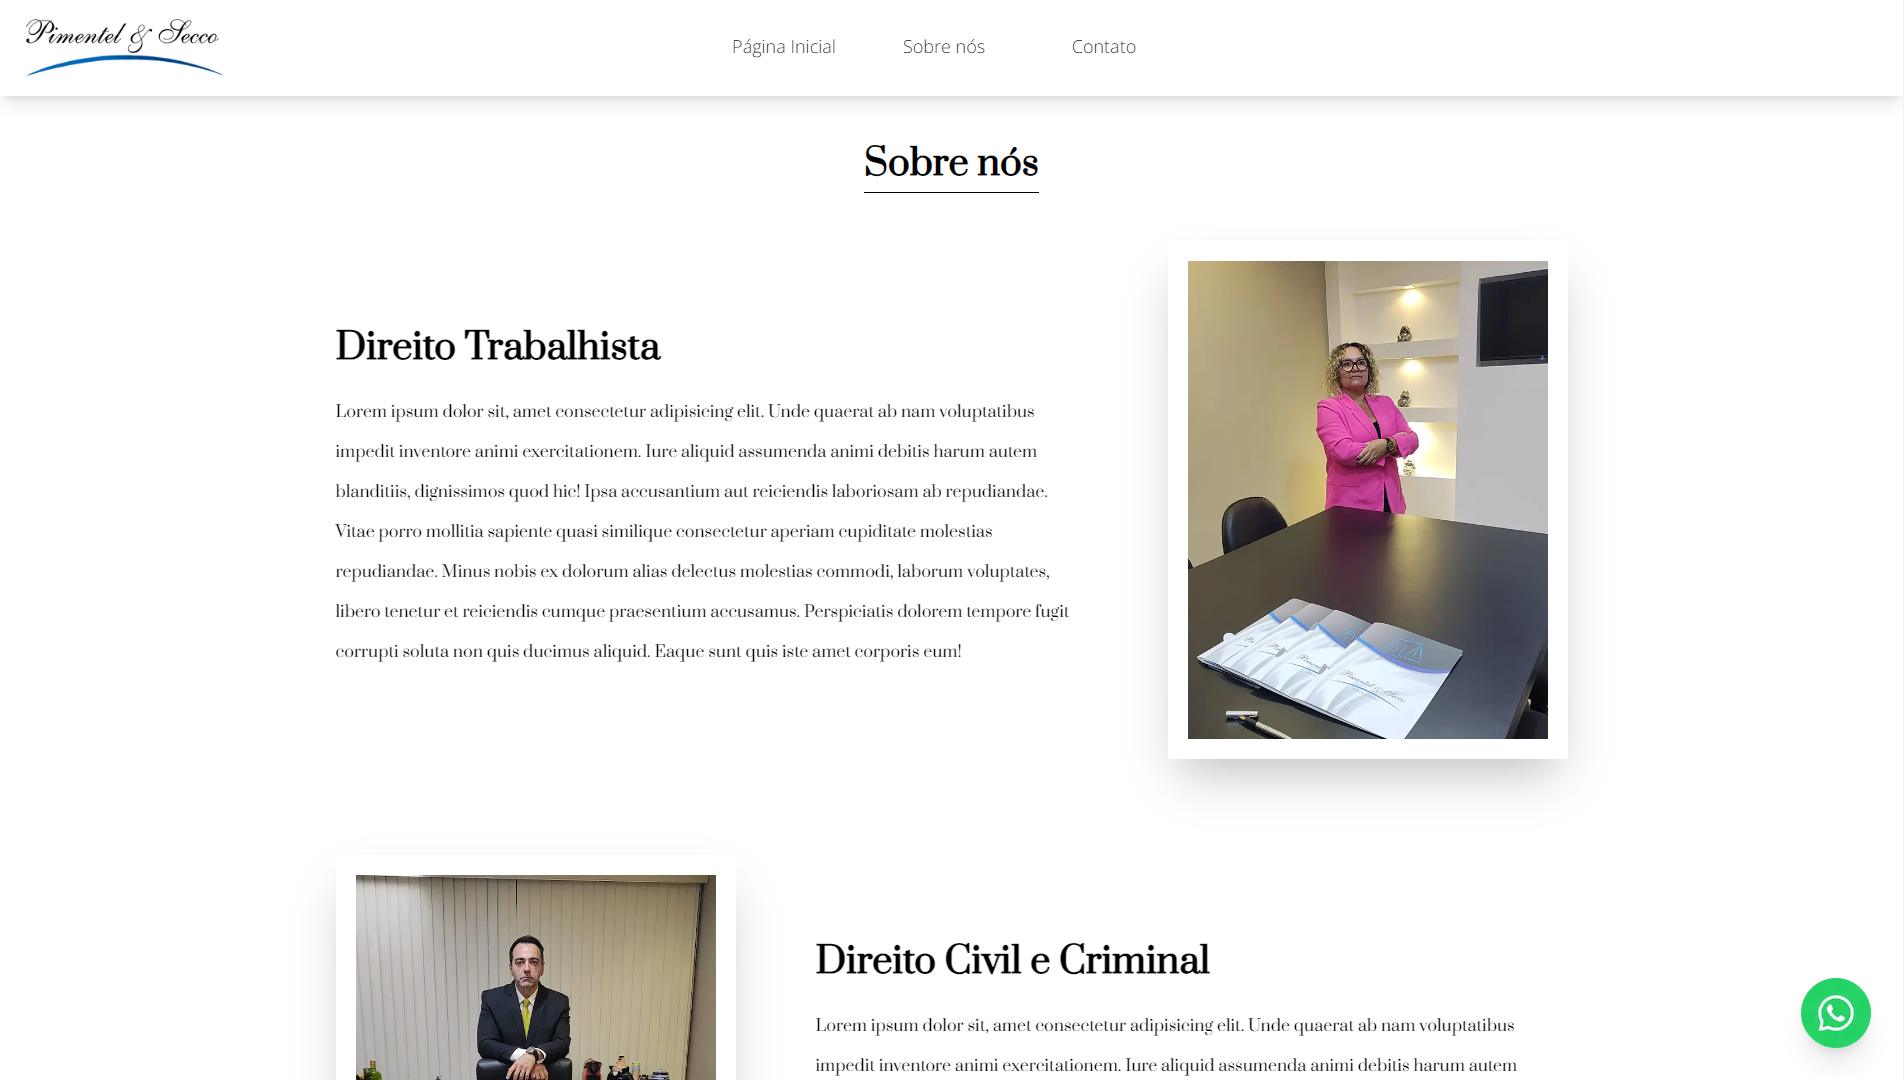 Pimentel & Secco
Página Inicial
Sobre nós
Contato
Sobre nós
Direito Trabalhista
Lorem ipsum dolor sit, amet consectetur adipisicing elit. Unde quaerat ab nam voluptatibus
impedit inventore animi exercitationem. Iure aliquid assumenda animi debitis harum autem
blanditiis, dignissimos quod hic! Ipsa accusantium aut reiciendis laboriosam ab repudiandae.
Vitae porro mollitia sapiente quasi similique consectetur aperiam cupiditate molestias
repudiandae. Minus nobis ex dolorum alias delectus molestias commodi, laborum voluptates,
libero tenetur et reiciendis cumque praesentium accusamus. Perspiciatis dolorem tempore fugit
corrupti soluta non quis ducimus aliquid. Eaque sunt quis iste amet corporis eum!
Pimentel & Secco
Direito Civil e Criminal
Lorem ipsum dolor sit, amet consectetur adipisicing elit. Unde quaerat ab nam voluptatibus
impedit inventore animi exercitationem. Iure aliquid assumenda animi debitis harum autem